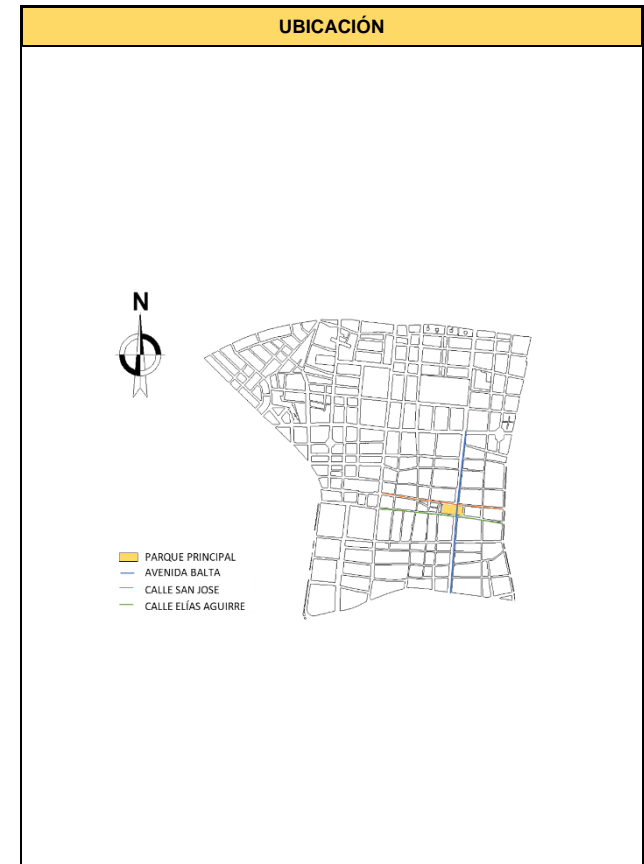 UBICACIÓN
N
PARQUE PRINCIPAL
AVENIDA BALTA
CALLE SAN JOSE
CALLE ELÍAS AGUIRRE